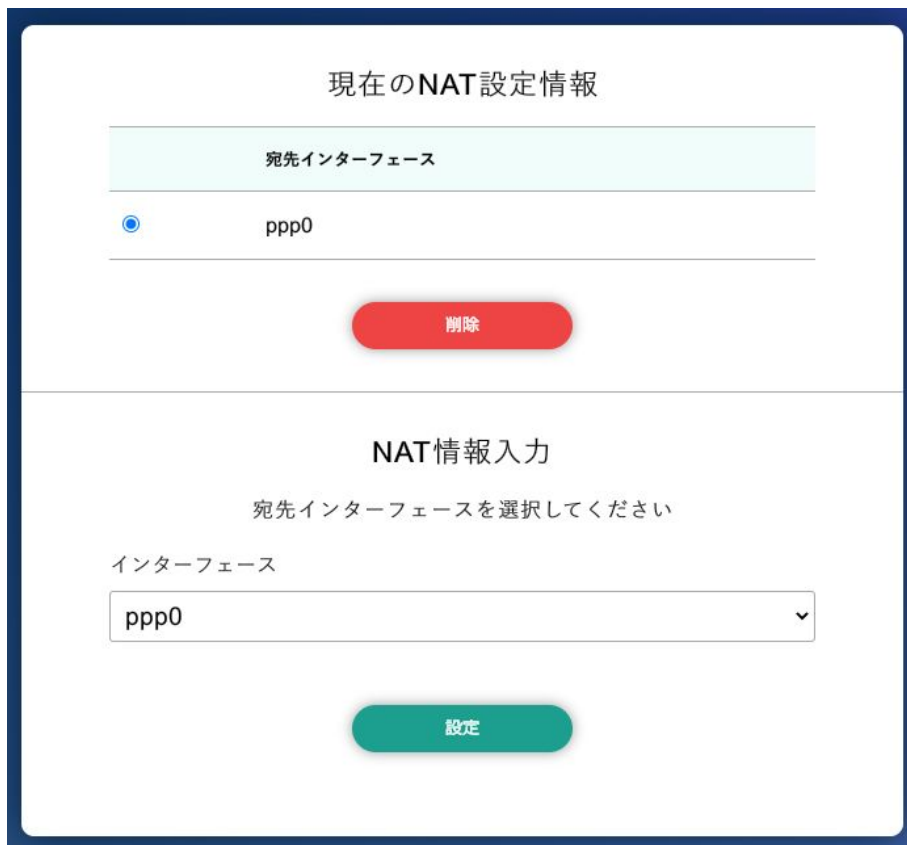 現在のNAT設定情報
宛先インターフェース
ppp0
削除
NAT情報入力
宛先インターフェースを選択してください
インターフェース
ppp0
設定